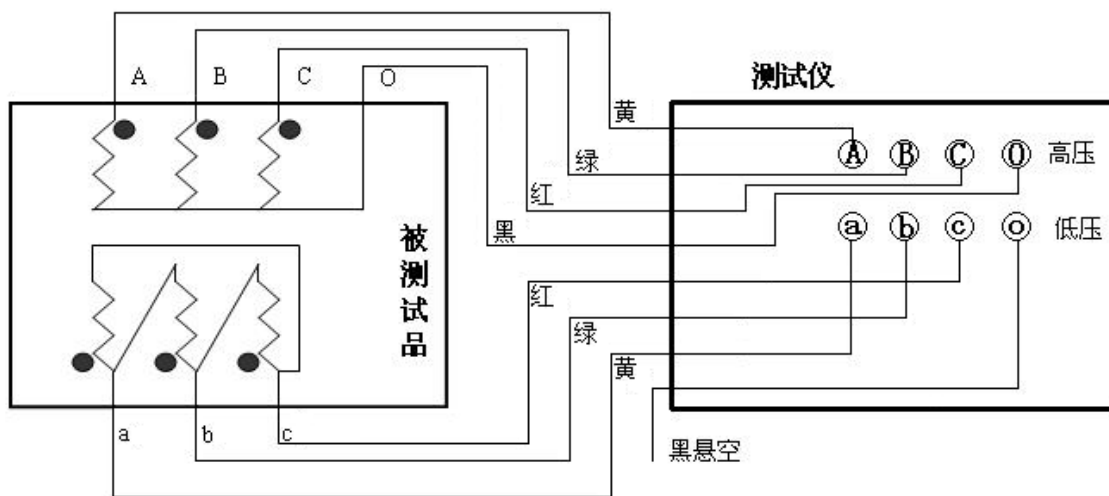 A B C O
测试仪
黄
A B C O 高压
绿
红
黑
a b c o 低压
被测试品
红
绿
黄
a b c
黑悬空